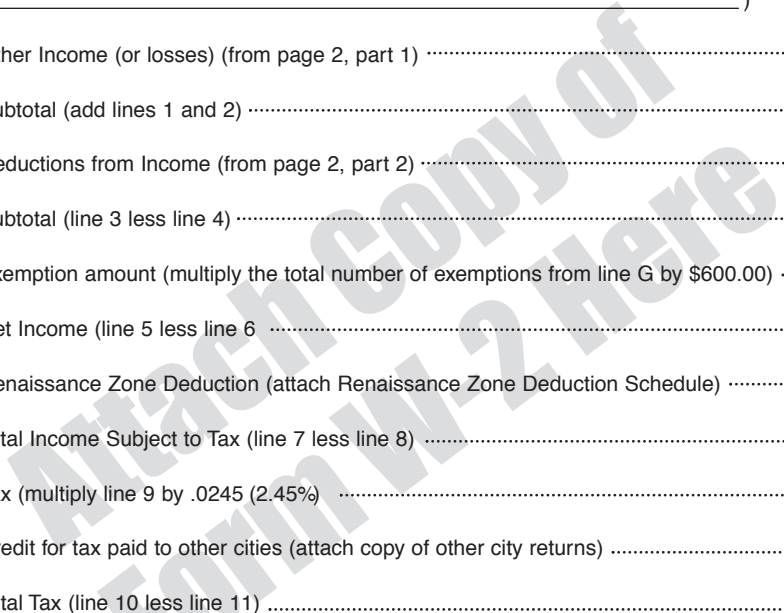 )
ther Income (or losses) (from page 2, part 1)
ubtotal (add lines 1 and 2)
eductions from Income (from page 2, part 2)
ubtotal (line 3 less line 4)
xemption amount (multiply the total number of exemptions from line G by $600.00)
et Income (line 5 less line 6
enaissance Zone Deduction (attach Renaissance Zone Deduction Schedule)
tal Income Subject to Tax (line 7 less line 8)
x (multiply line 9 by .0245 (2.45%)
redit for tax paid to other cities (attach copy of other city returns)
tal Tax (line 10 less line 11)
Attach Copy of
Form W-2 Here